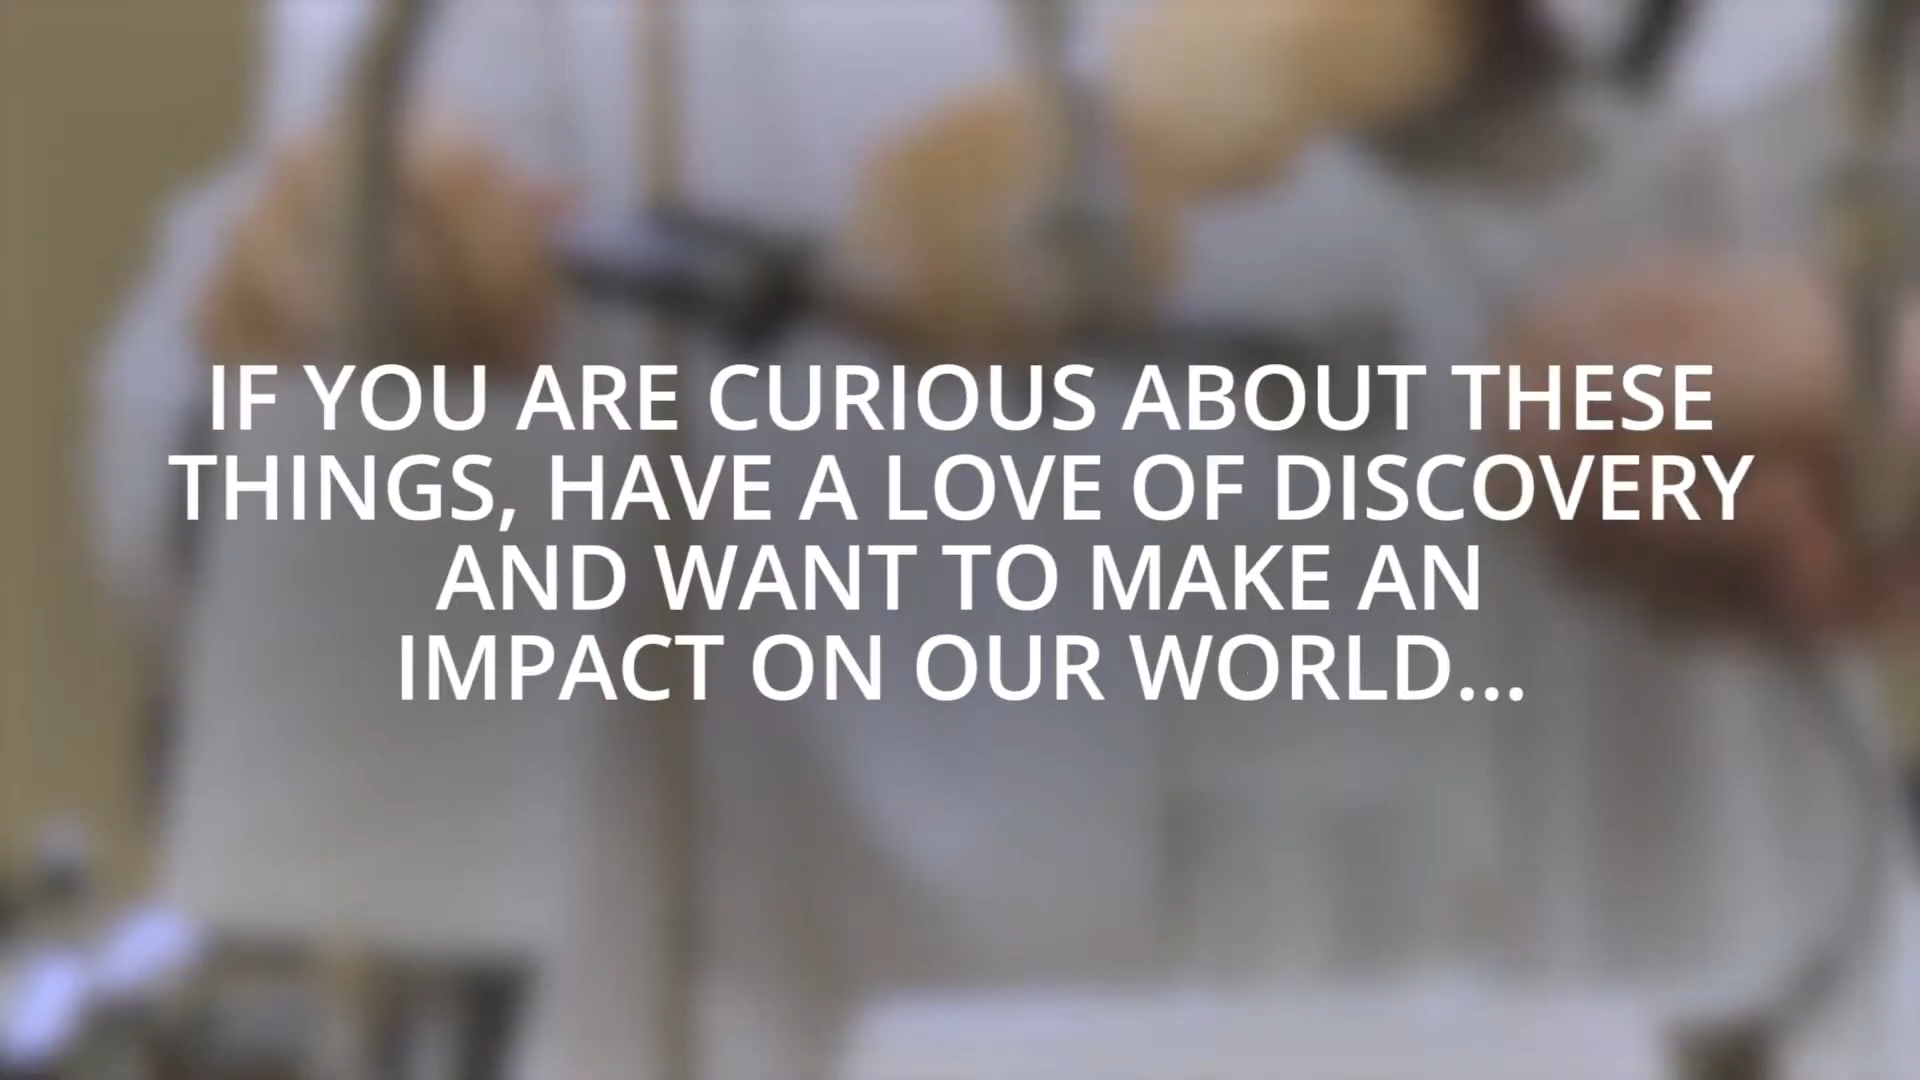 IF YOU ARE CURIOUS ABOUT THESE
THINGS, HAVE A LOVE OF DISCOVERY
AND WANT TO MAKE AN
IMPACT ON OUR WORLD...